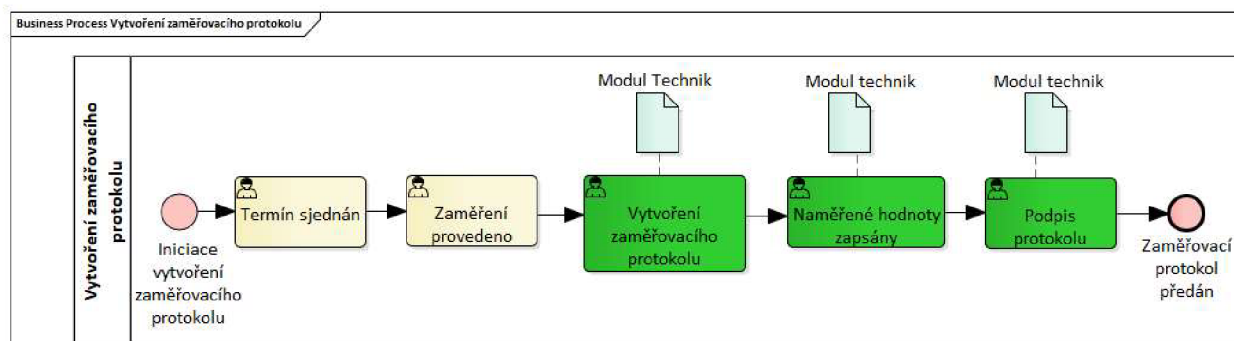 Business Process Vytvoření zaměřovacího protokolu
Vytvoření zaměřovacího
protokolu
Modul Technik
Modul technik
Modul technik
Iniciace
vytvoření
zaměřovacího
protokolu
Termín sjednán
Zaměření
provedeno
Vytvoření
zaměřovacího
protokolu
Naměřené hodnoty
zapsány
Podpis
protokolu
Zaměřovací
protokol
předán